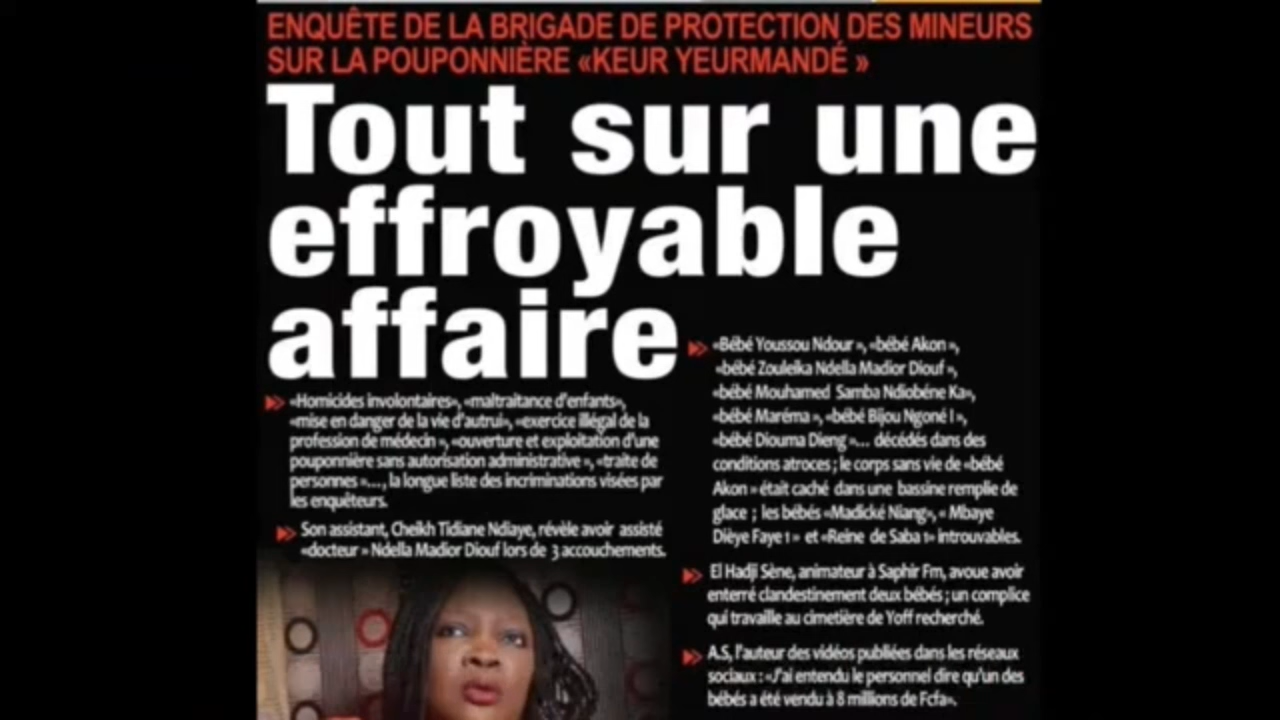 ENQUÊTE DE LA BRIGADE DE PROTECTION DES MINEURS
SUR LA POUPONNIÈRE «KEUR YEURMANDÉ »
Tout sur une
effroyable
affaire
«Homicides involontaires», «maltraitance d'enfants»,
«mise en danger de la vie d'autrui», «exercice illégal de la
profession de médecin », «ouverture et exploitation d'une
pouponnière sans autorisation administrative », «traite de
personnes »..., la longue liste des incriminations visées par
les enquêteurs.
Son assistant, Cheikh Tidiane Ndiaye, révèle avoir assisté
«docteur » Ndella Madior Diouf lors de 3 accouchements.
«Bébé Youssou Ndour », «bébé Akon »,
«bébé Zouleïka Ndella Madior Diouf »,
«bébé Mouhamed Samba Ndiobéne Ka»,
«bébé Maréma », «bébé Bijou Ngoné I »,
«bébé Diouma Dieng »... décédés dans des
conditions atroces ; le corps sans vie de «bébé
Akon » était caché dans une bassine remplie de
glace ; les bébés «Madické Niang», « Mbaye
Dièye Faye 1 » et «Reine de Saba 1» introuvables.
El Hadji Sène, animateur à Saphir Fm, avoue avoir
enterré clandestinement deux bébés ; un complice
qui travaille au cimetière de Yoff recherché.
A.S, l'auteur des vidéos publiées dans les réseaux
sociaux : «J'ai entendu le personnel dire qu'un des
bébés a été vendu à 8 millions de Fcfa».